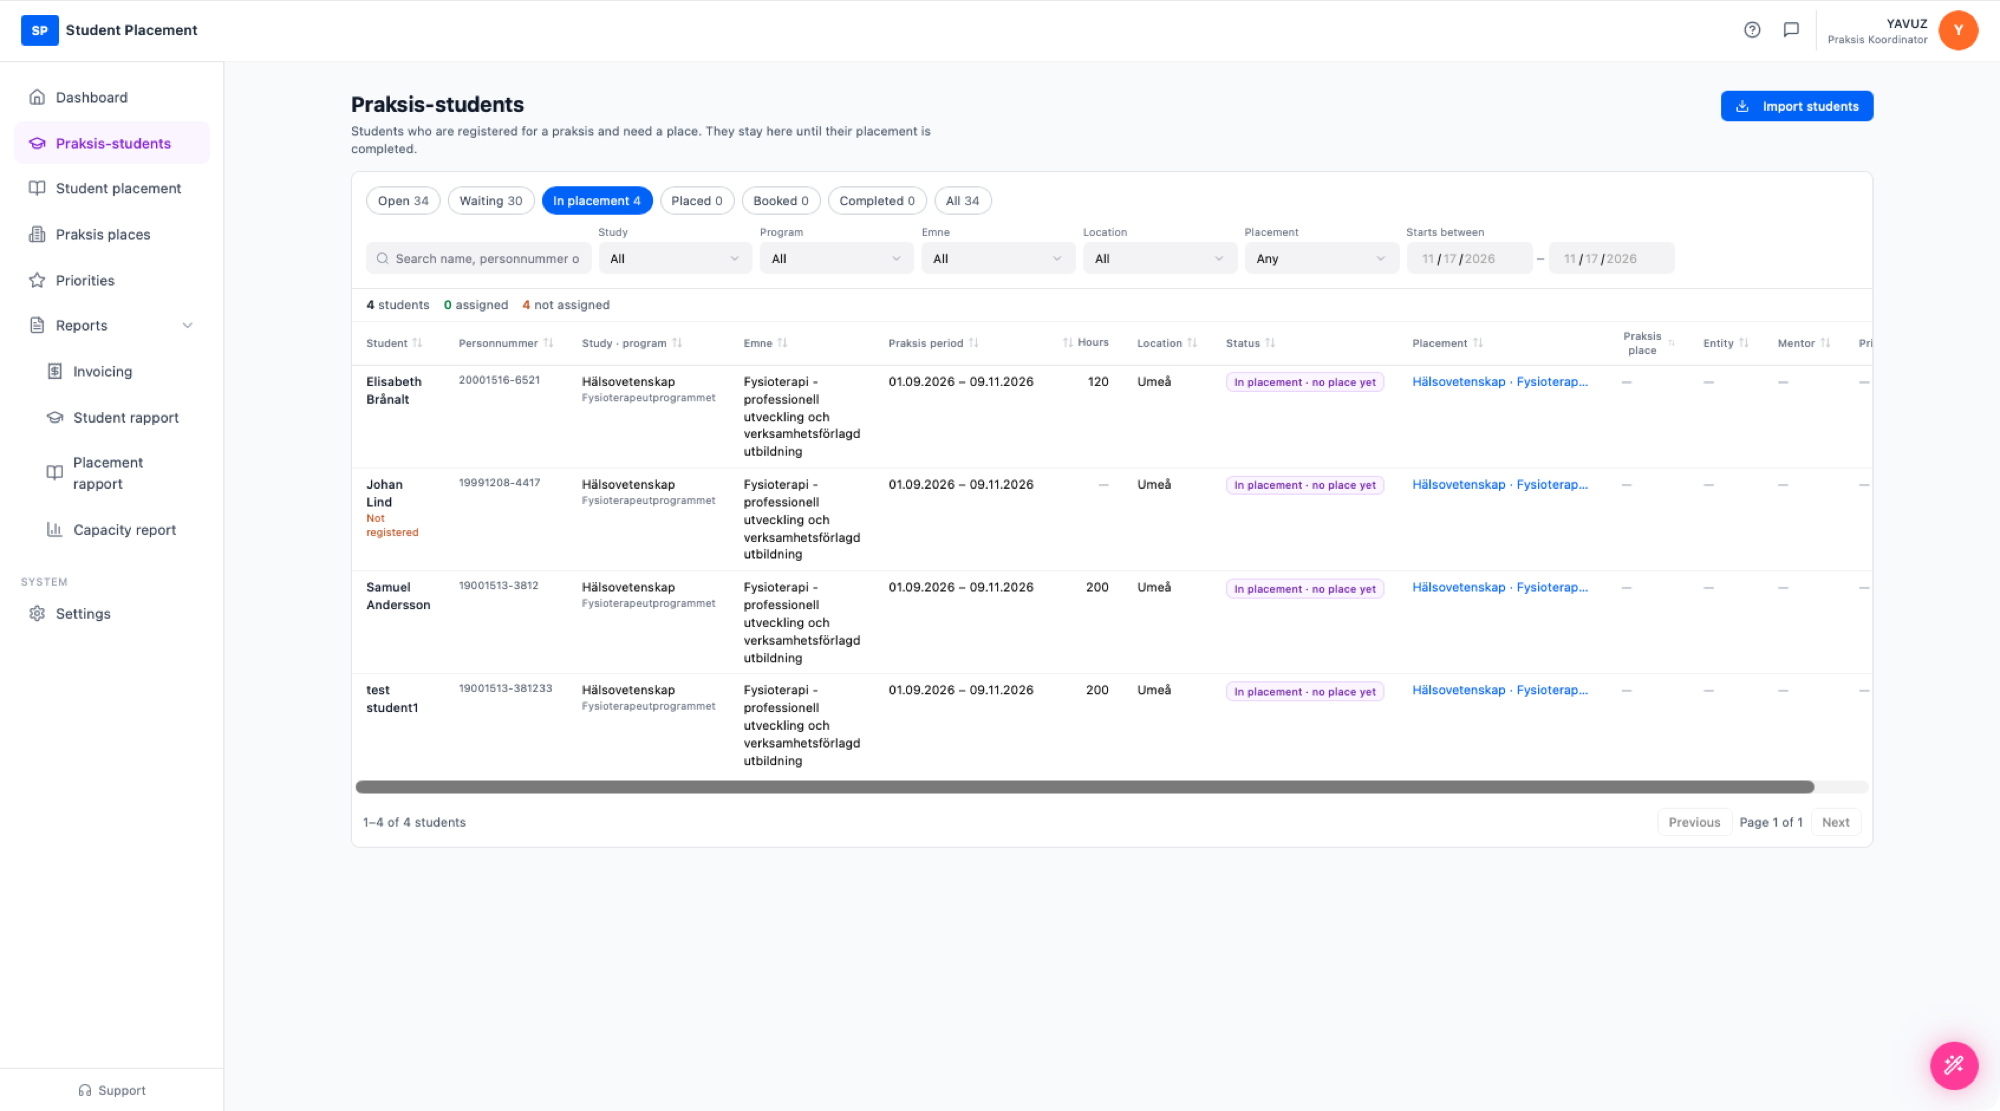 SP Student Placement
YAVUZ
Praksis Koordinator
Y
Dashboard
Praksis-students
Student placement
Praksis places
Priorities
Reports
Invoicing
Student rapport
Placement
rapport
Capacity report
SYSTEM
Settings
Support
Praksis-students
Students who are registered for a praksis and need a place. They stay here until their placement is
completed.
Import students
Open 34 Waiting 30 In placement 4 Placed 0 Booked 0 Completed 0 All 34
Study Program Emne Location Placement Starts between
Search name, personnummer o All All All All Any 11/17/2026 – 11/17/2026
4 students 0 assigned 4 not assigned
Student Personnummer Study · program Emne Praksis period Hours Location Status Placement Praksis place Entity Mentor Pri
Elisabeth 20001516-6521 Hälsovetenskap Fysioterapi - 01.09.2026 – 09.11.2026 120 Umeå In placement · no place yet Hälsovetenskap · Fysioterap... — — — —
Brånalt Fysioterapeutprogrammet professionell
utveckling och
verksamhetsförlagd
utbildning
Johan 19991208-4417 Hälsovetenskap Fysioterapi - 01.09.2026 – 09.11.2026 — Umeå In placement · no place yet Hälsovetenskap · Fysioterap... — — — —
Lind Fysioterapeutprogrammet professionell
Not utveckling och
registered verksamhetsförlagd
utbildning
Samuel 19001513-3812 Hälsovetenskap Fysioterapi - 01.09.2026 – 09.11.2026 200 Umeå In placement · no place yet Hälsovetenskap · Fysioterap... — — — —
Andersson Fysioterapeutprogrammet professionell
utveckling och
verksamhetsförlagd
utbildning
test 19001513-381233 Hälsovetenskap Fysioterapi - 01.09.2026 – 09.11.2026 200 Umeå In placement · no place yet Hälsovetenskap · Fysioterap... — — — —
student1 Fysioterapeutprogrammet professionell
utveckling och
verksamhetsförlagd
utbildning
1–4 of 4 students Previous Page 1 of 1 Next